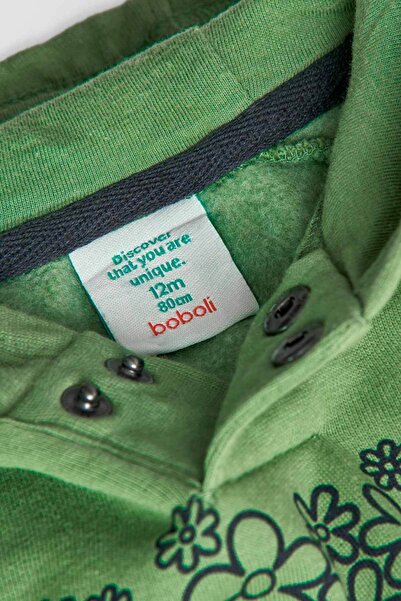 Discover
that you are
unique.
12m
80cm
boboli